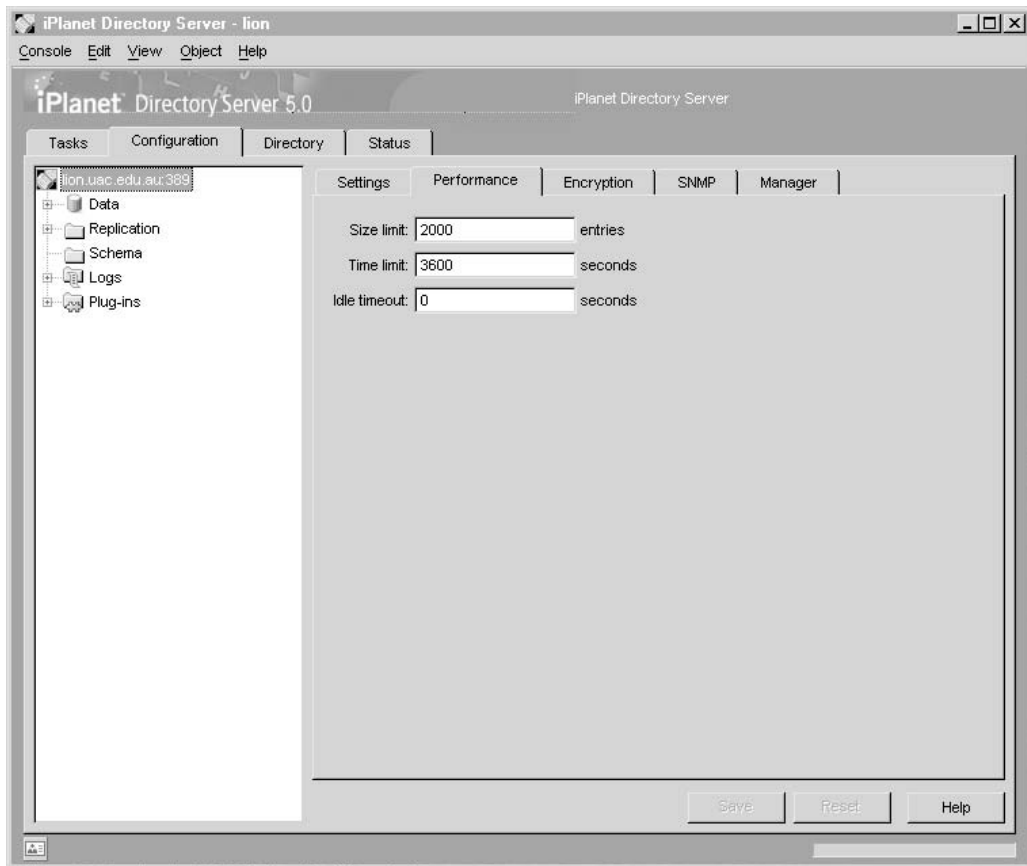 iPlanet Directory Server - lion
Console Edit View Object Help
iPlanet Directory Server 5.0
iPlanet Directory Server
Tasks Configuration Directory Status
lion.uac.edu.au:389
Data
Replication
Schema
Logs
Plug-ins
Settings Performance Encryption SNMP Manager
Size limit: 2000 entries
Time limit: 3600 seconds
Idle timeout: 0 seconds
Save Reset Help